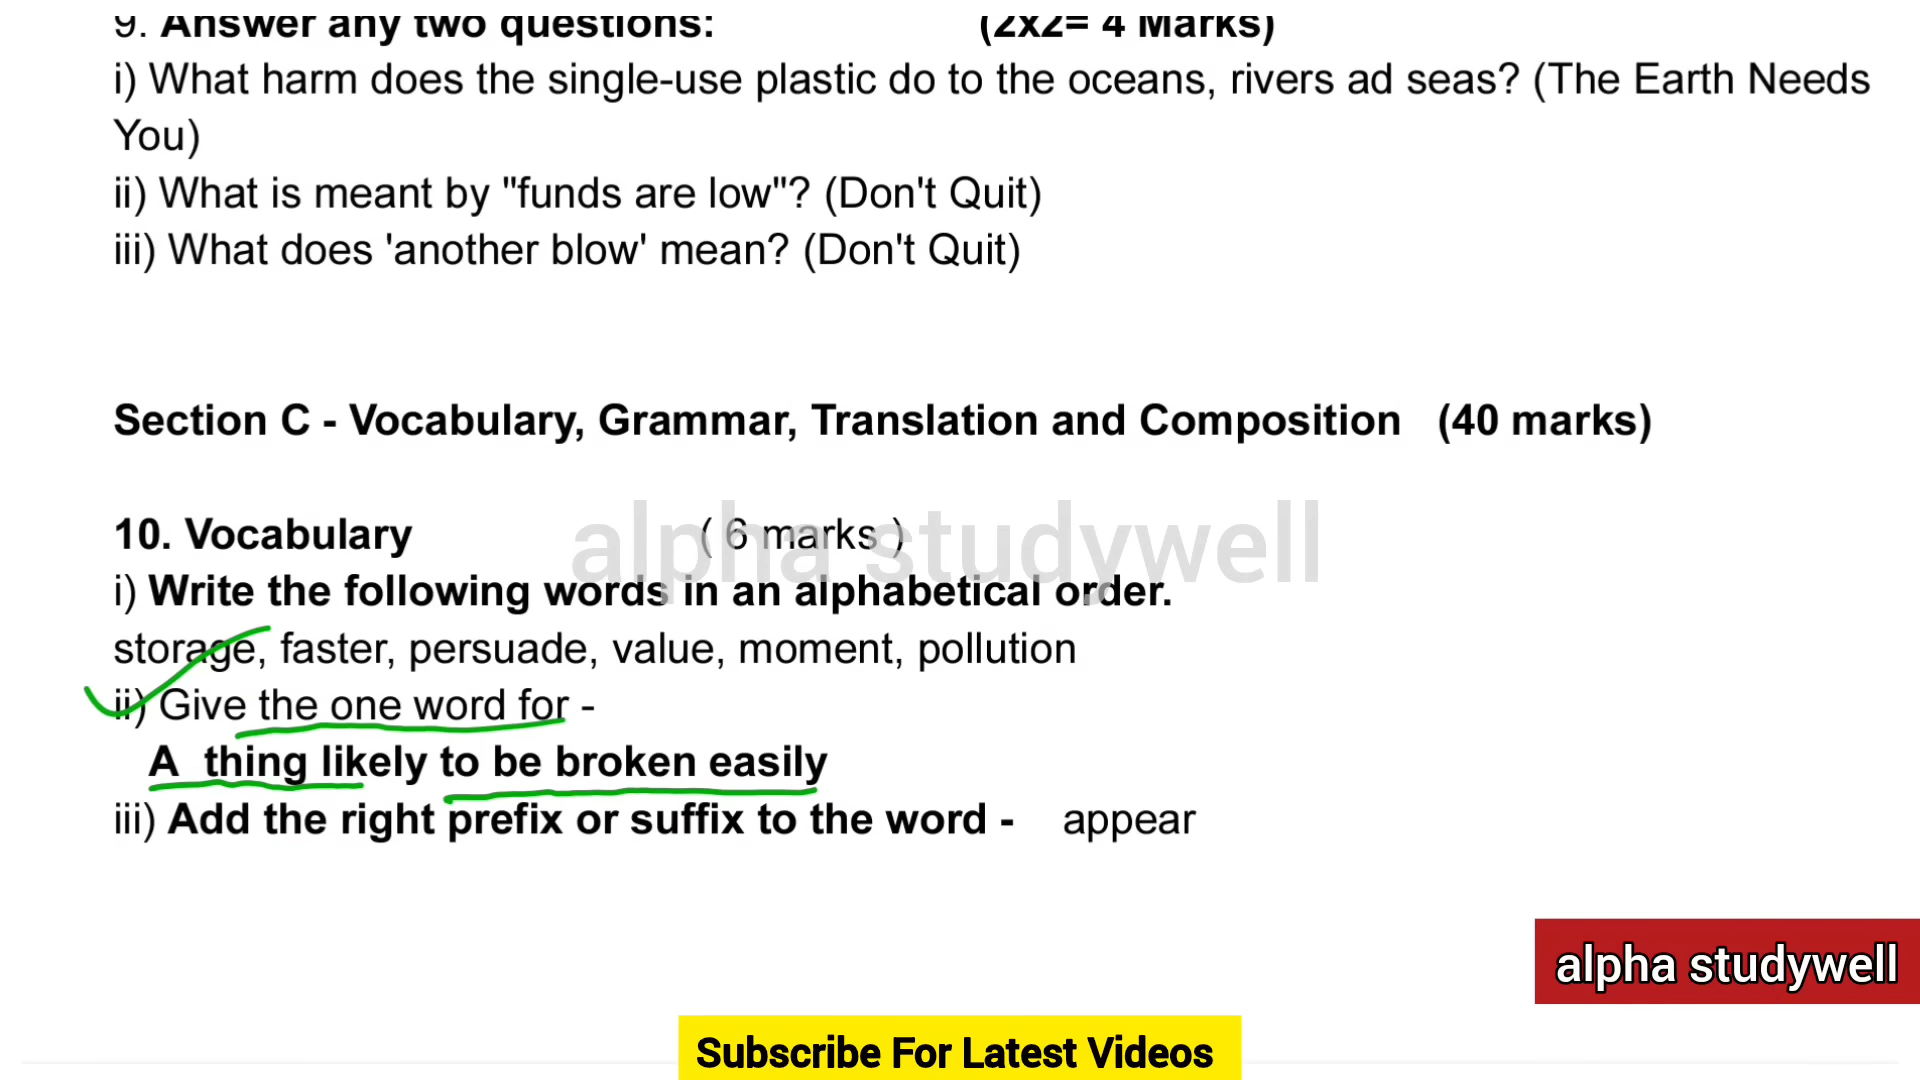 9. Answer any two questions: (2x2= 4 Marks)
i) What harm does the single-use plastic do to the oceans, rivers ad seas? (The Earth Needs
You)
ii) What is meant by "funds are low"? (Don't Quit)
iii) What does 'another blow' mean? (Don't Quit)
Section C - Vocabulary, Grammar, Translation and Composition (40 marks)
10. Vocabulary ( 6 marks )
alpha studywell
i) Write the following words in an alphabetical order.
storage, faster, persuade, value, moment, pollution
ii) Give the one word for -
A thing likely to be broken easily
iii) Add the right prefix or suffix to the word - appear
alpha studywell
Subscribe For Latest Videos